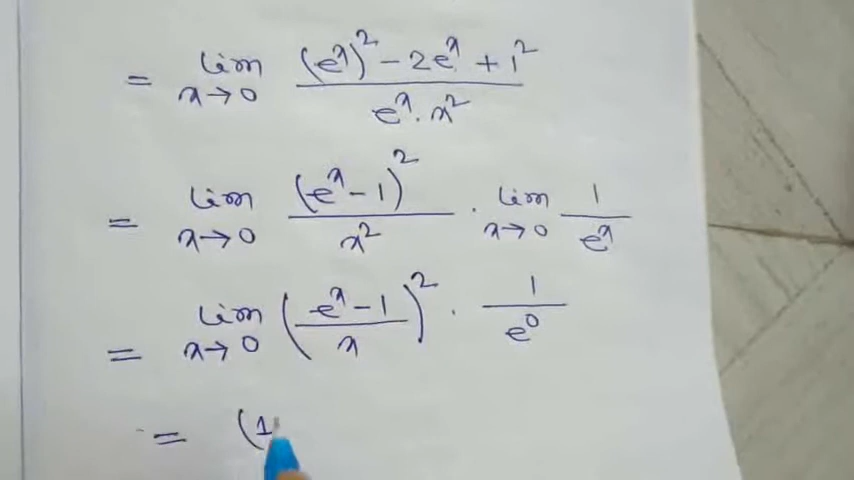 = lim x→0 (e^x)^2 - 2e^x + 1^2 / e^x . x^2
= lim x→0 (e^x - 1)^2 / x^2 . lim x→0 1 / e^x
= lim x→0 (e^x - 1 / x)^2 . 1 / e^0
= (1